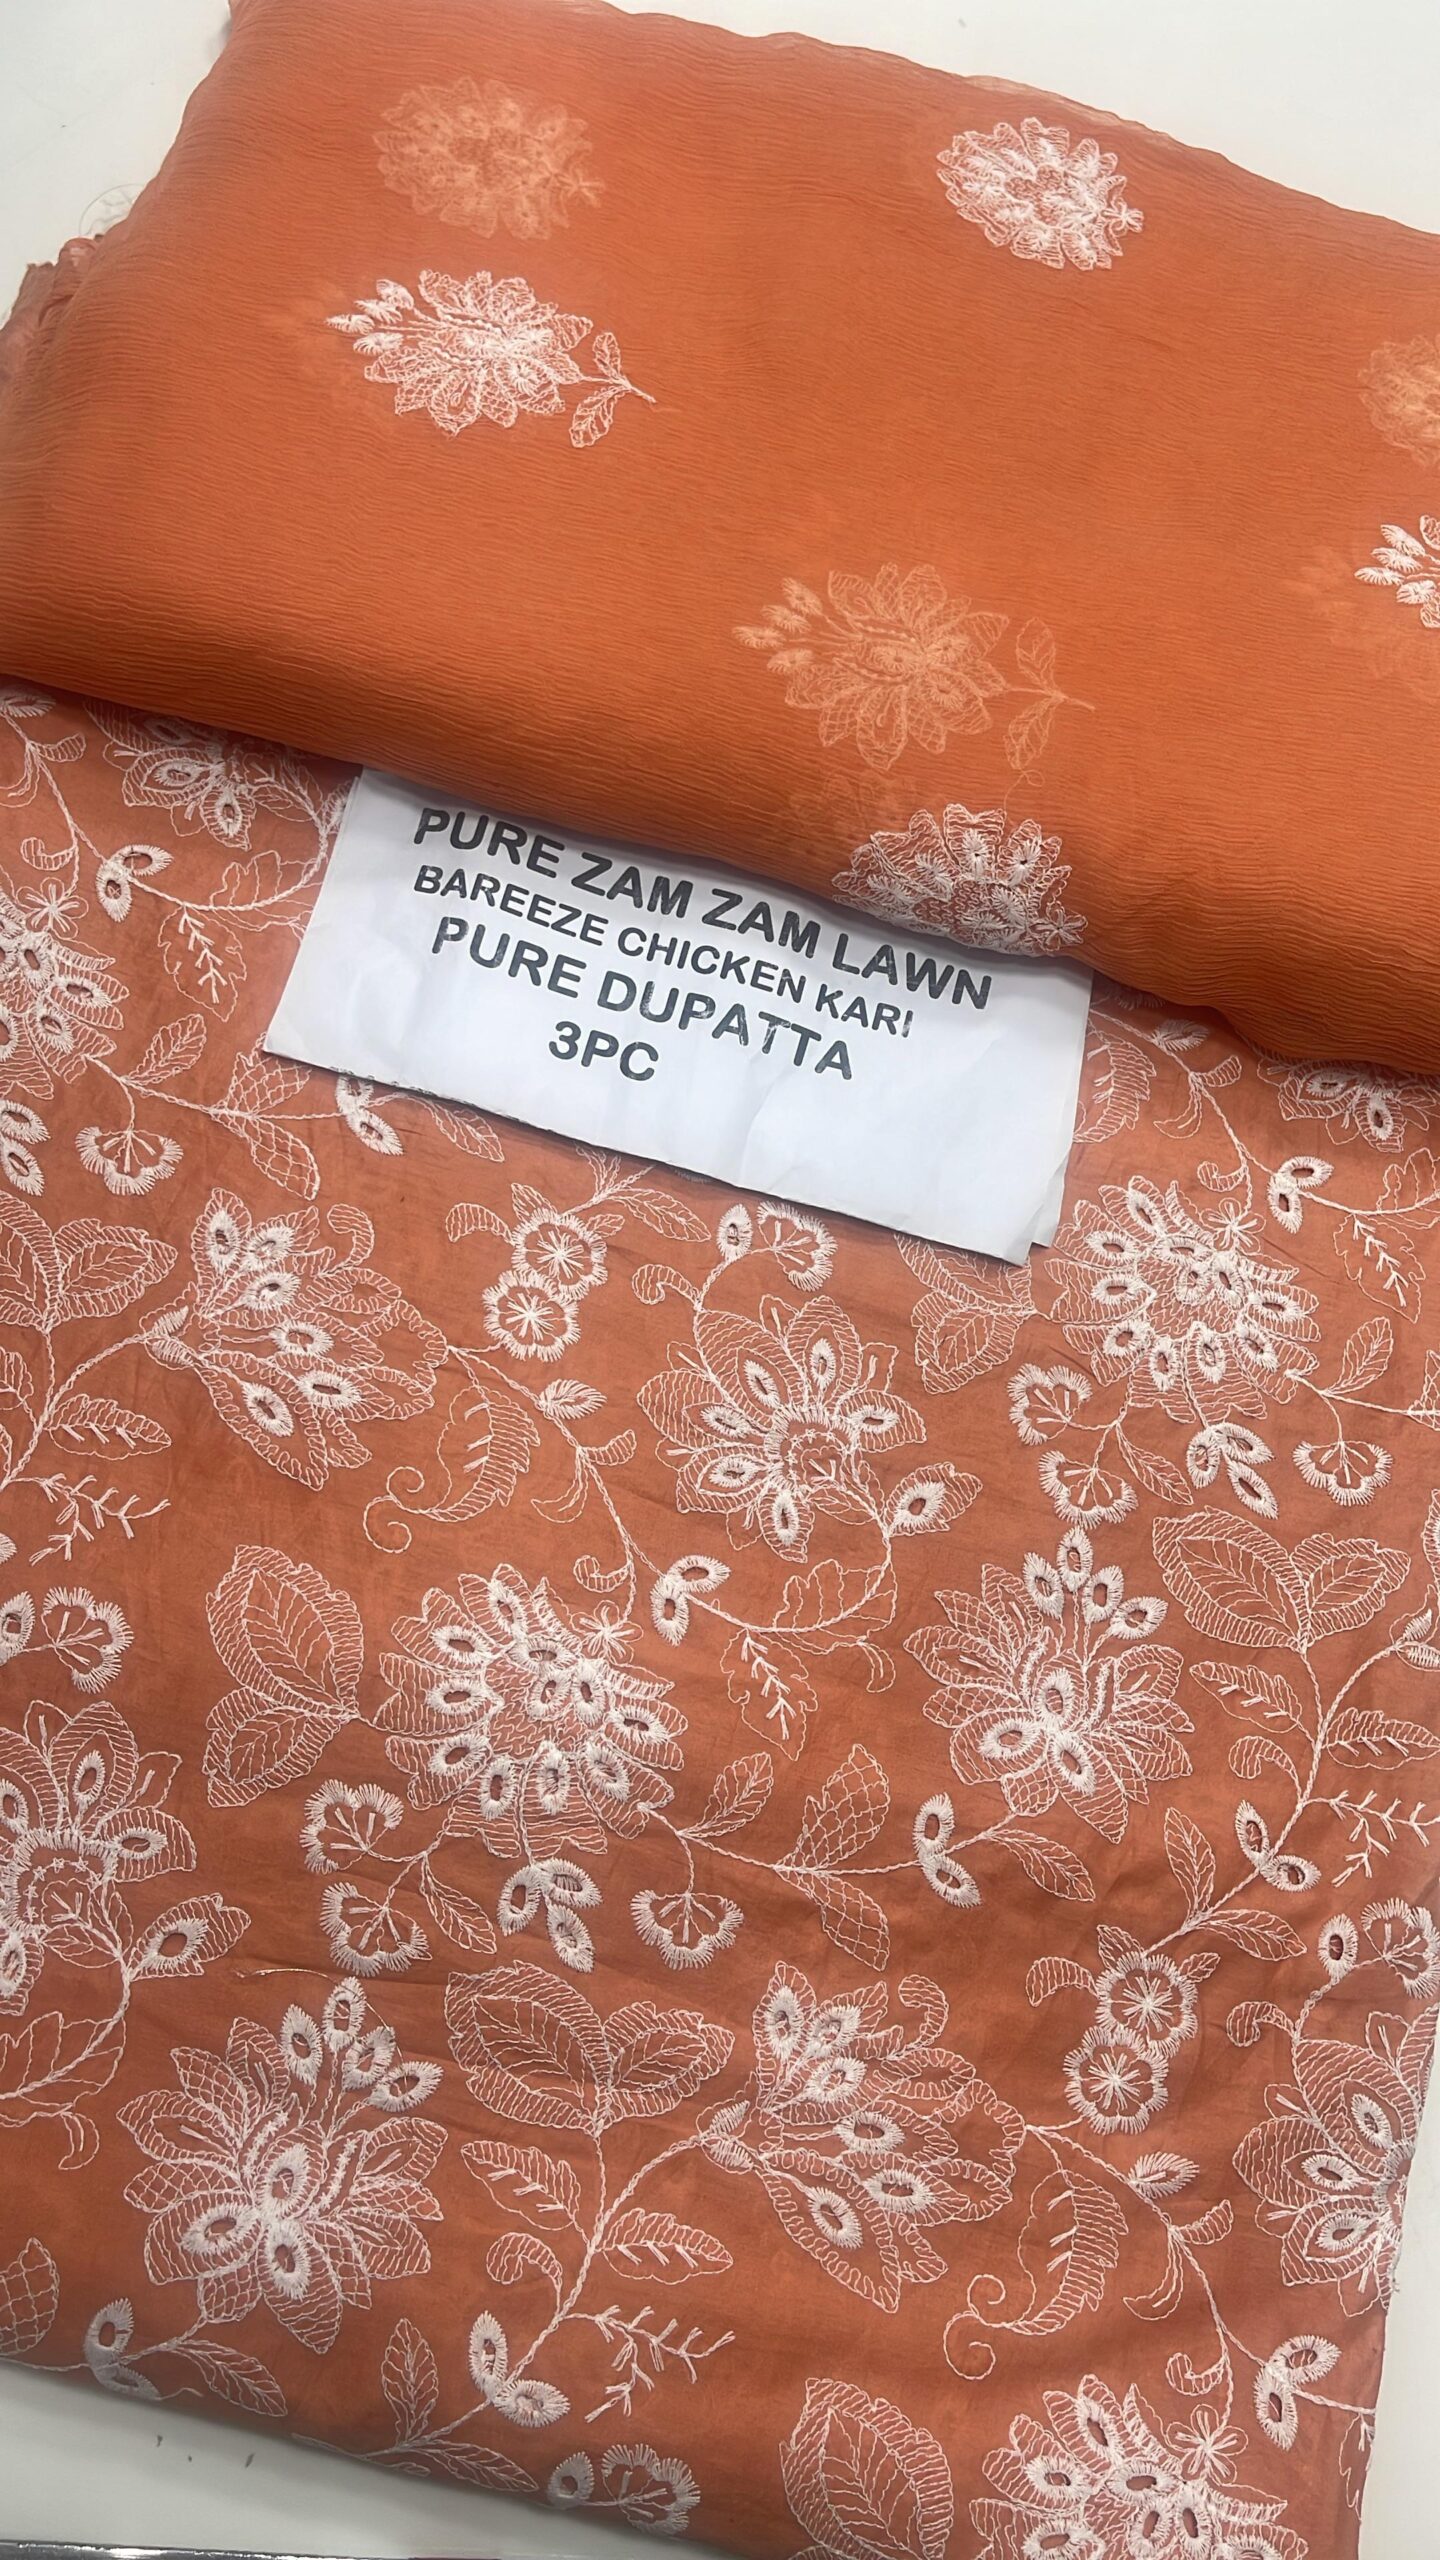 PURE ZAM ZAM LAWN
BAREEZE CHICKEN KARI
PURE DUPATTA
3PC